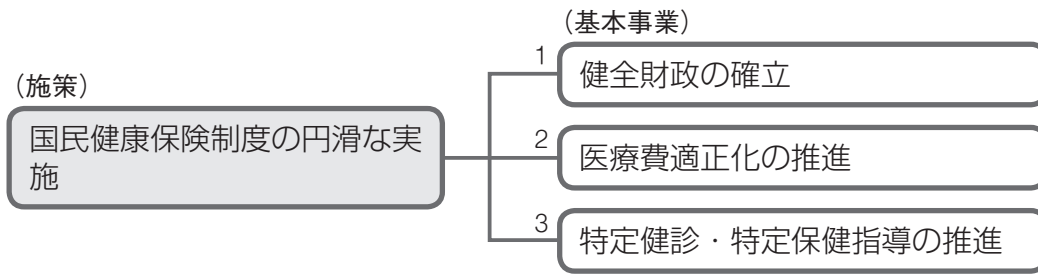 （施策）
国民健康保険制度の円滑な実
施
（基本事業）
1
健全財政の確立
2
医療費適正化の推進
3
特定健診・特定保健指導の推進